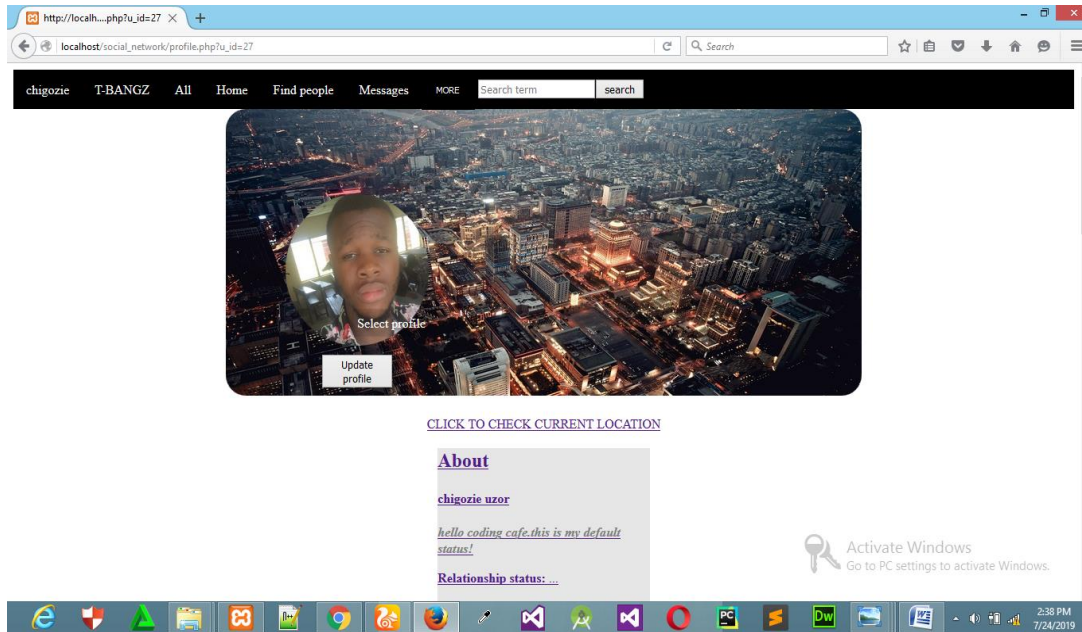 http://localh....php?u_id=27
localhost/social_network/profile.php?u_id=27
Search
chigozie T-BANGZ All Home Find people Messages MORE Search term search
Select profile
Update
profile
CLICK TO CHECK CURRENT LOCATION
About
chigozie uzor
hello coding cafe.this is my default
status!
Relationship status: ...
Activate Windows
Go to PC settings to activate Windows.
n++
PC
Dw
W
2:38 PM
7/24/2019